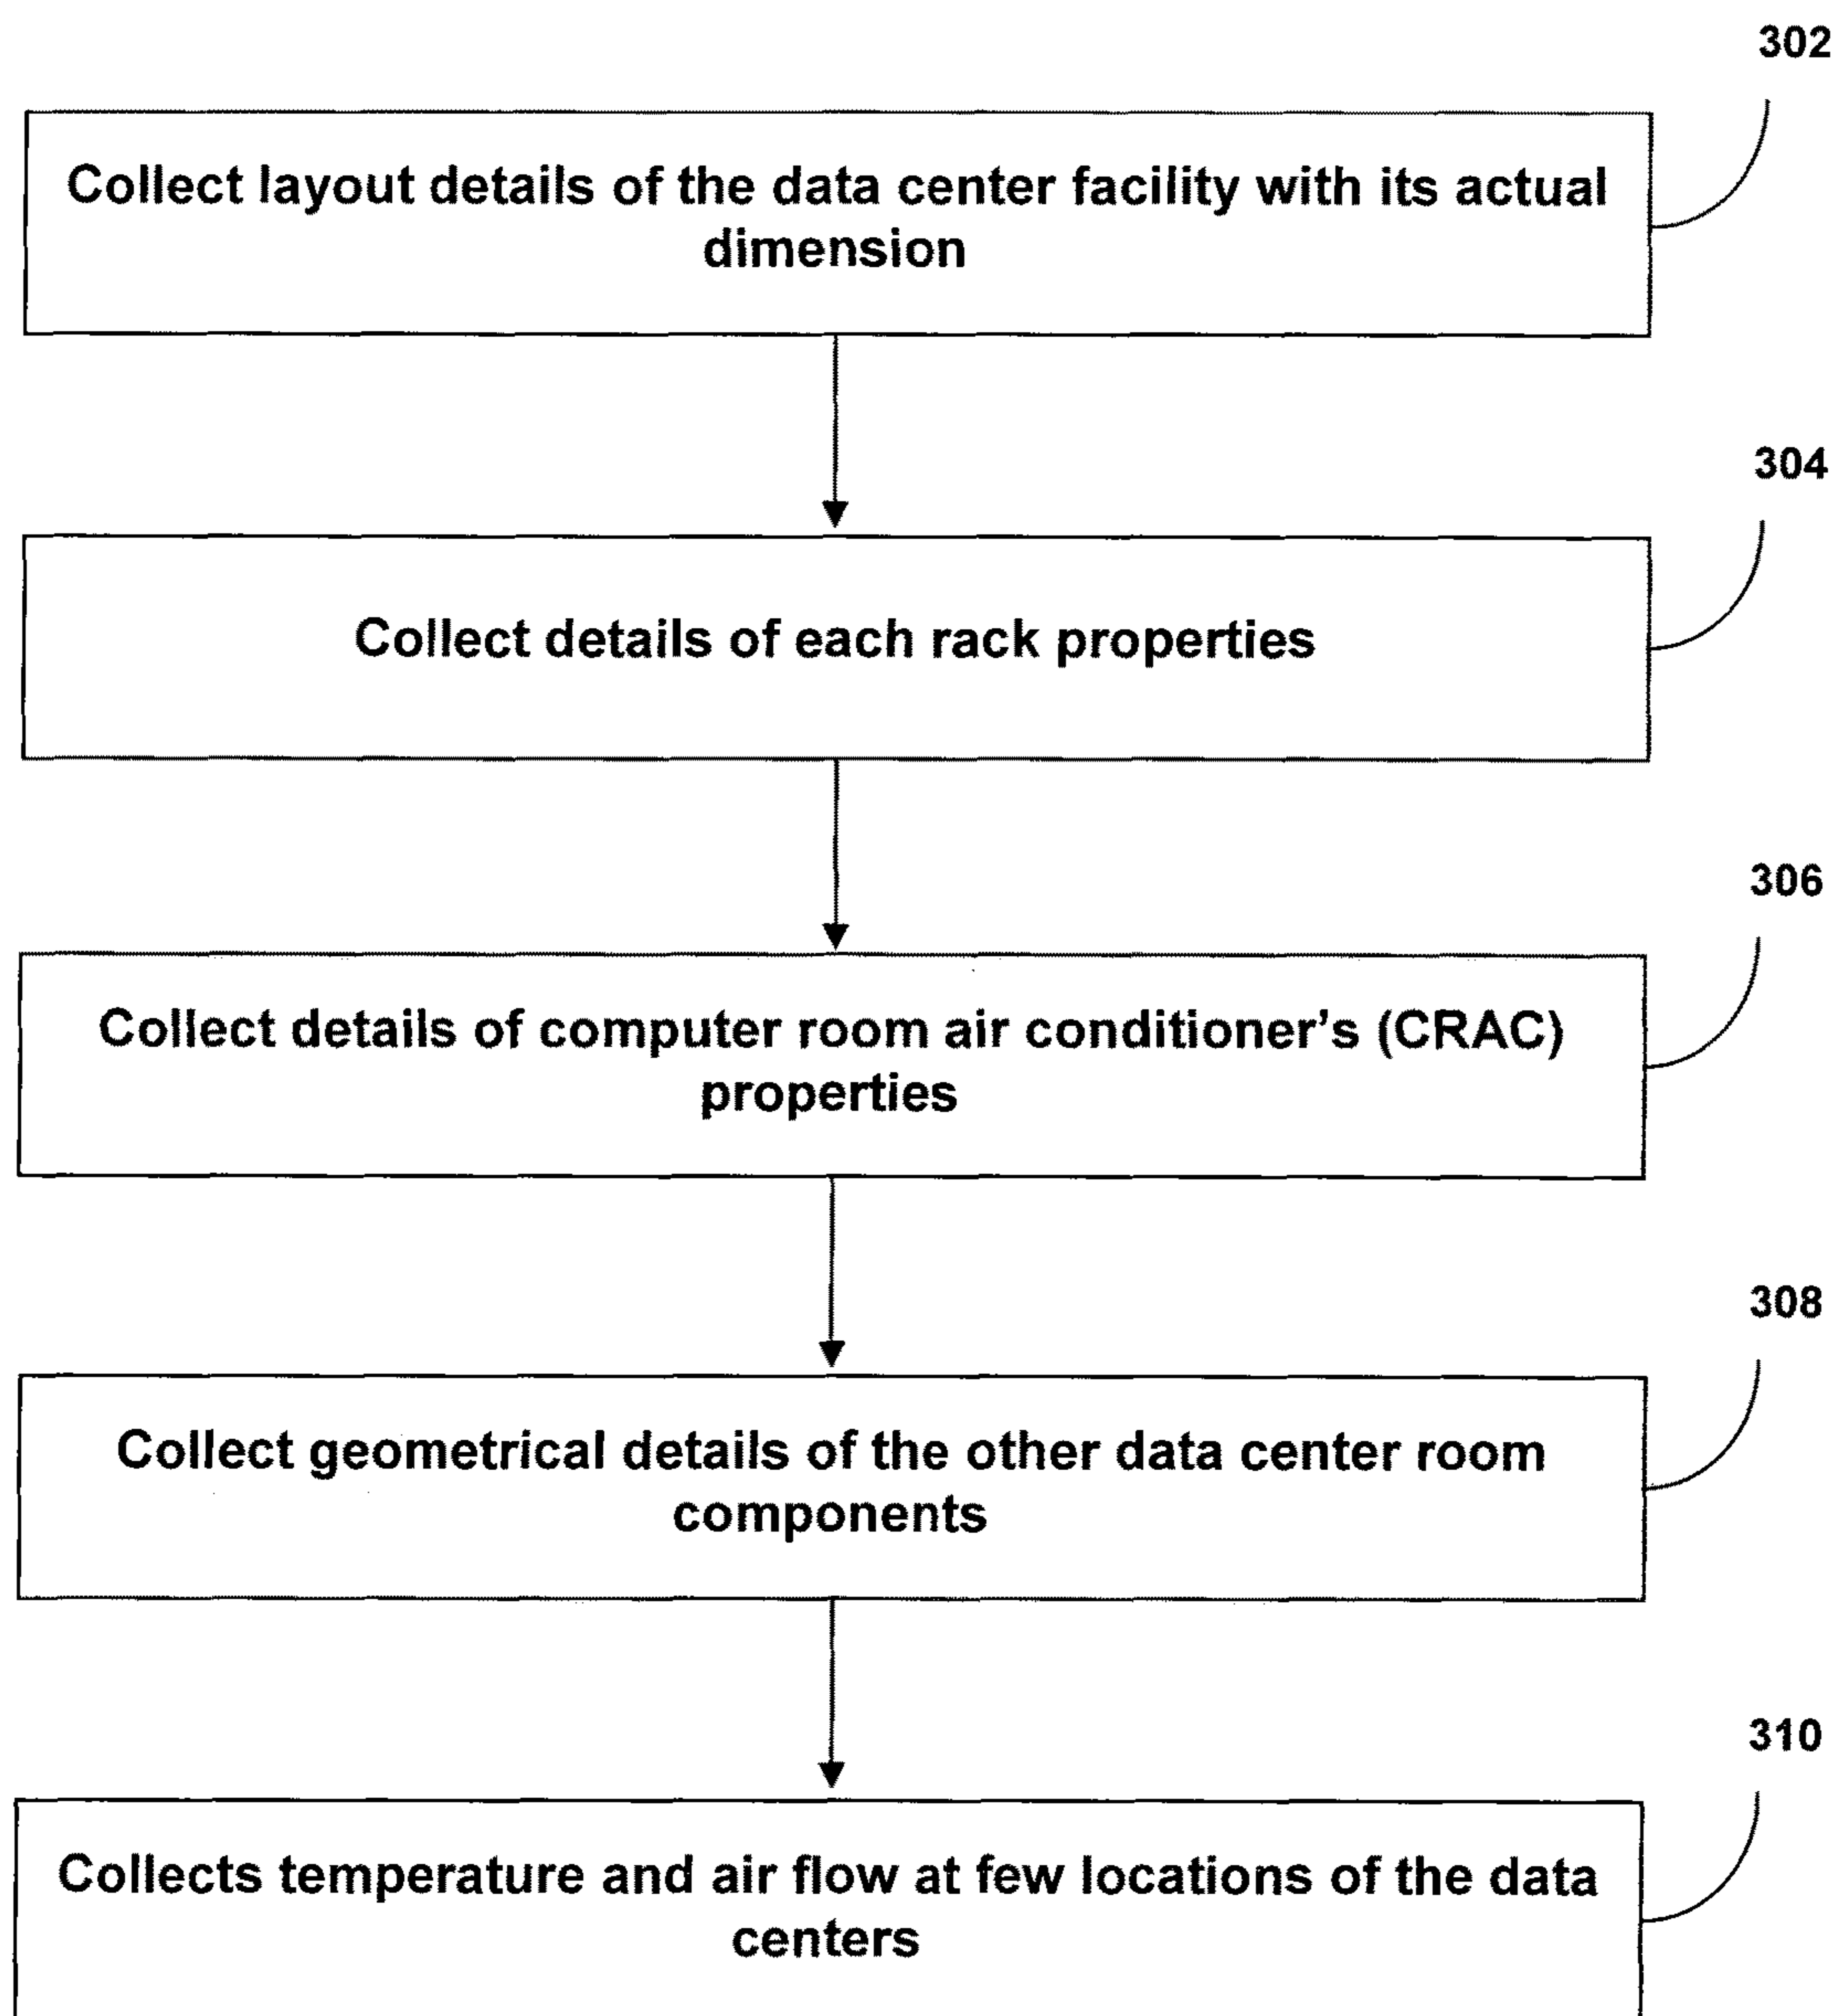 302
Collect layout details of the data center facility with its actual
dimension
304
Collect details of each rack properties
306
Collect details of computer room air conditioner's (CRAC)
properties
308
Collect geometrical details of the other data center room
components
310
Collects temperature and air flow at few locations of the data
centers